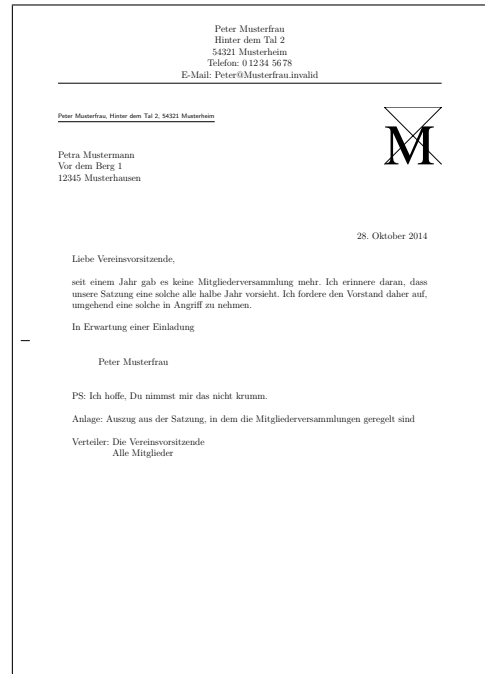 Peter Musterfrau
Hinter dem Tal 2
54321 Musterheim
Telefon: 0 12 34 56 78
E-Mail: Peter@Musterfrau.invalid
Peter Musterfrau, Hinter dem Tal 2, 54321 Musterheim
M
Petra Mustermann
Vor dem Berg 1
12345 Musterhausen
28. Oktober 2014
Liebe Vereinsvorsitzende,
seit einem Jahr gab es keine Mitgliederversammlung mehr. Ich erinnere daran, dass
unsere Satzung eine solche alle halbe Jahr vorsieht. Ich fordere den Vorstand daher auf,
umgehend eine solche in Angriff zu nehmen.
In Erwartung einer Einladung
Peter Musterfrau
PS: Ich hoffe, Du nimmst mir das nicht krumm.
Anlage: Auszug aus der Satzung, in dem die Mitgliederversammlungen geregelt sind
Verteiler: Die Vereinsvorsitzende
Alle Mitglieder